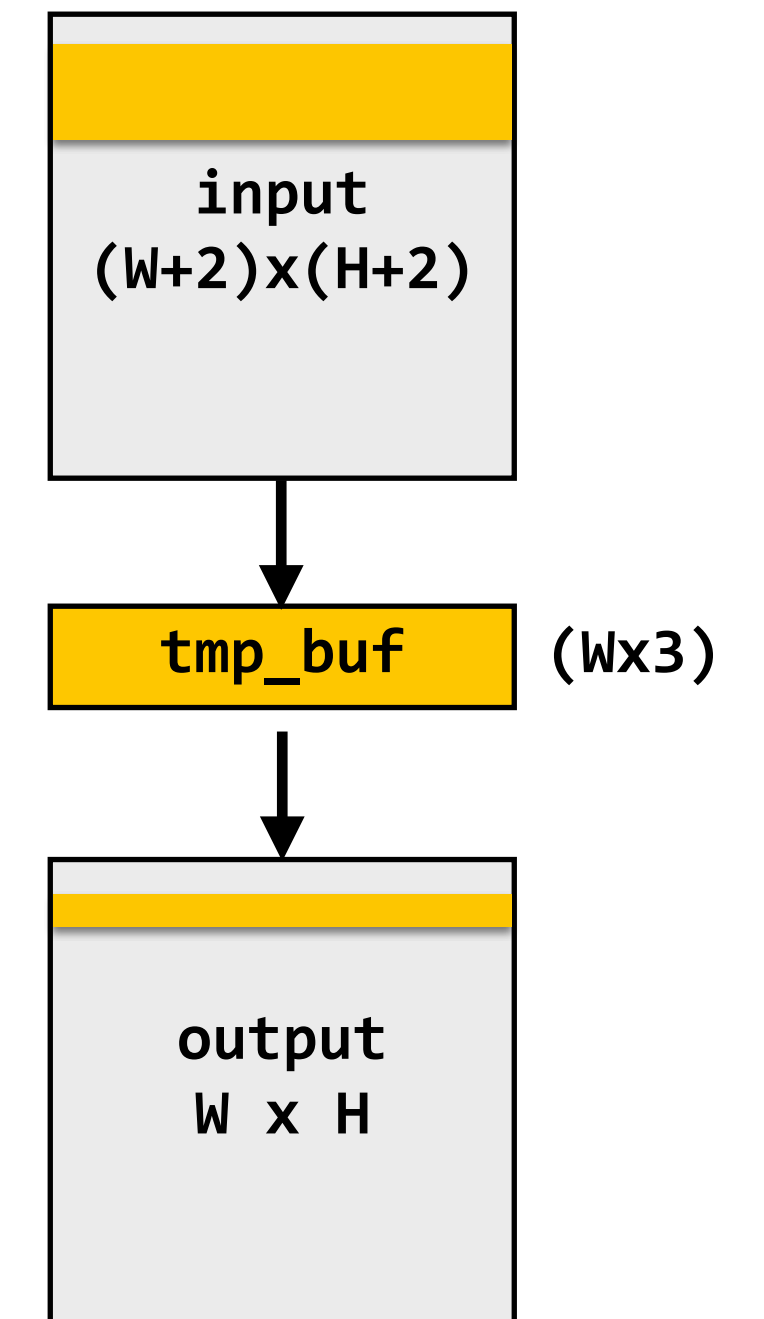 input
(W+2)x(H+2)
tmp_buf
(Wx3)
output
W x H